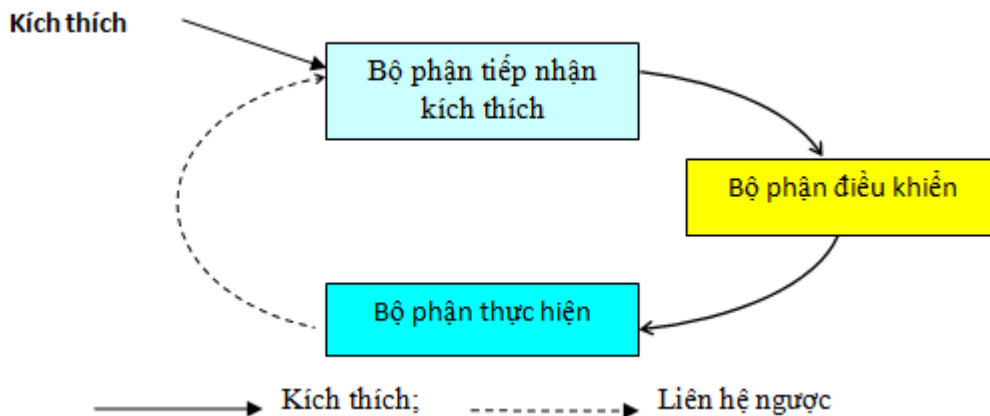 Kích thích
Bộ phận tiếp nhận
kích thích
Bộ phận điều khiển
Bộ phận thực hiện
Kích thích;
Liên hệ ngược